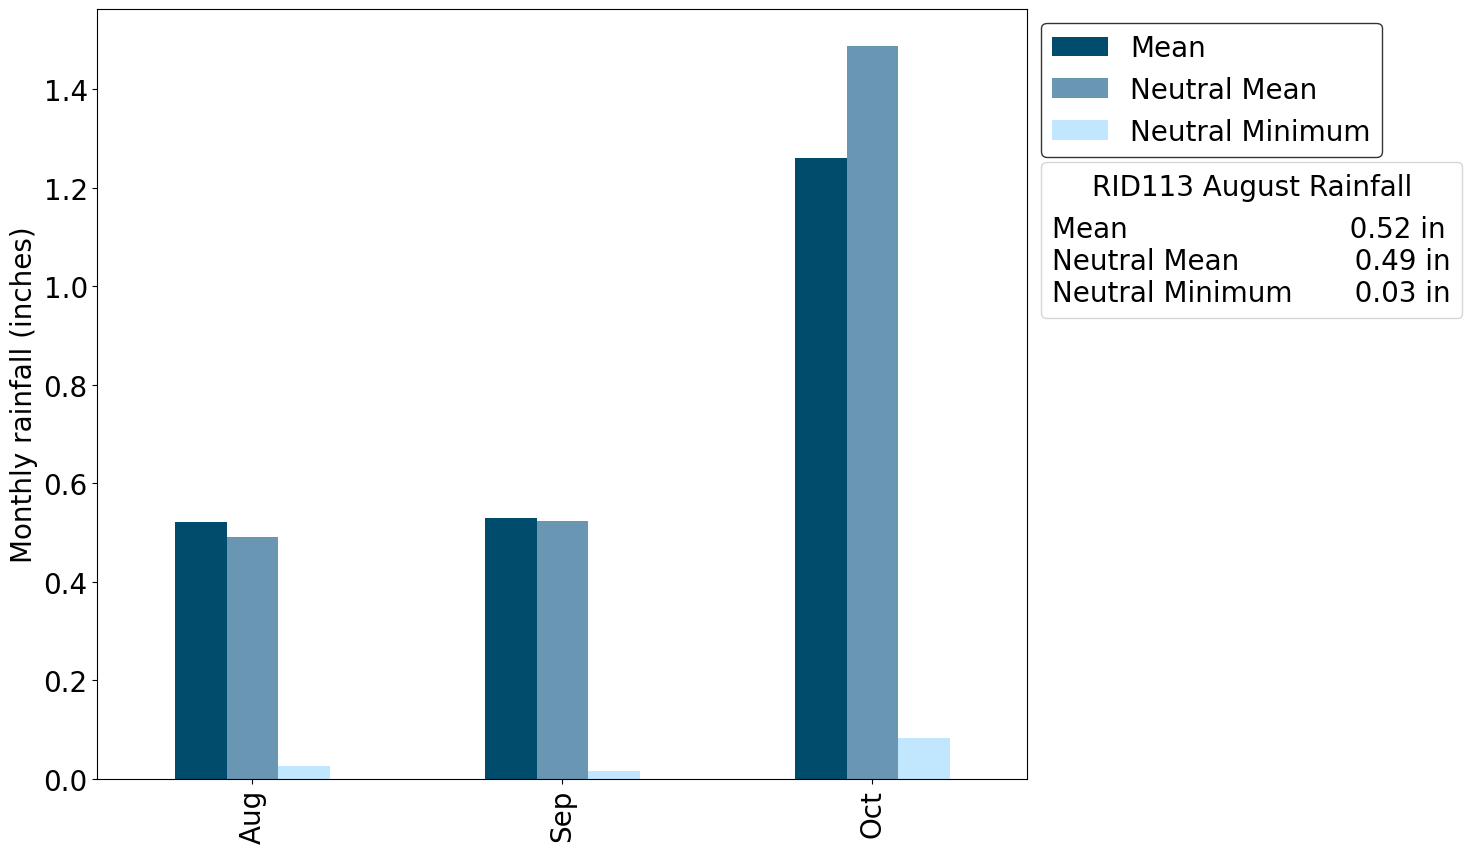 Monthly rainfall (inches)
1.4
1.2
1.0
0.8
0.6
0.4
0.2
0.0
Aug
Sep
Oct
Mean
Neutral Mean
Neutral Minimum
RID113 August Rainfall
Mean 0.52 in
Neutral Mean 0.49 in
Neutral Minimum 0.03 in